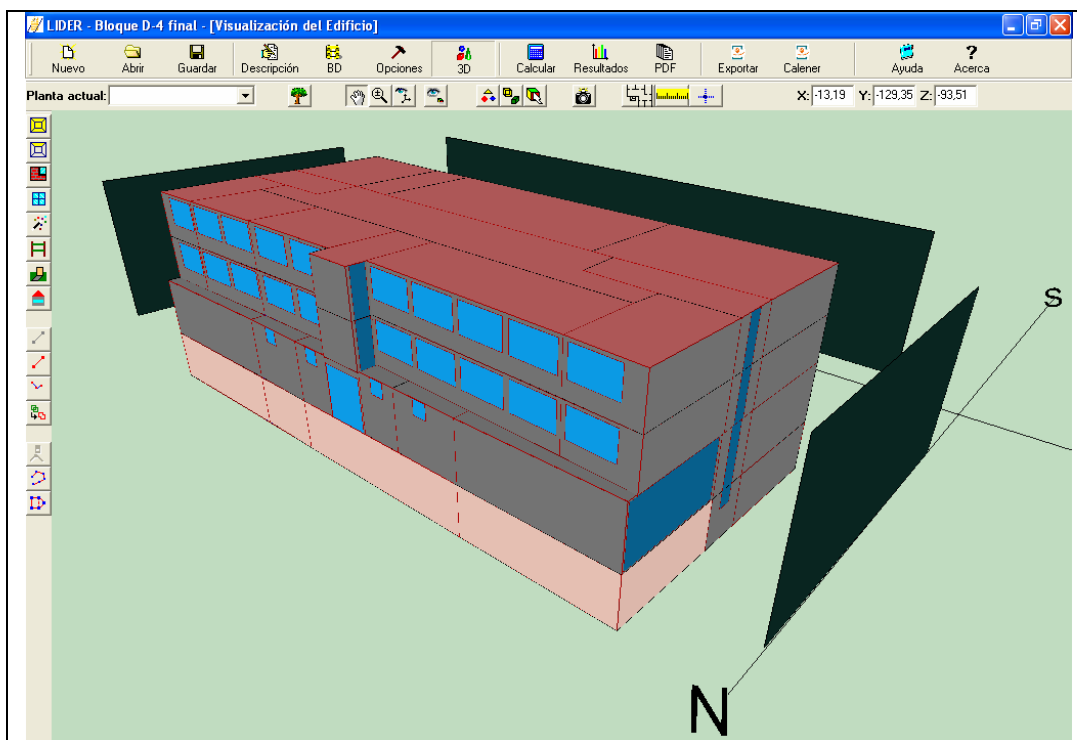 LIDER - Bloque D-4 final - [Visualización del Edificio]
Nuevo Abrir Guardar Descripción BD Opciones 3D Calcular Resultados PDF Exportar Calener Ayuda Acerca
Planta actual: X: -13,19 Y: -129,35 Z: -93,51
S
N